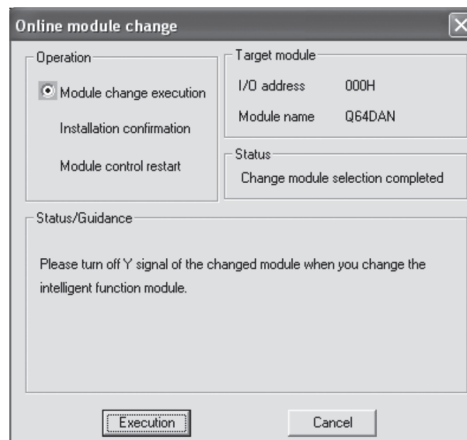 Online module change
Operation
Module change execution
Installation confirmation
Module control restart
Target module
I/O address 000H
Module name Q64DAN
Status
Change module selection completed
Status/Guidance
Please turn off Y signal of the changed module when you change the
intelligent function module.
Execution Cancel